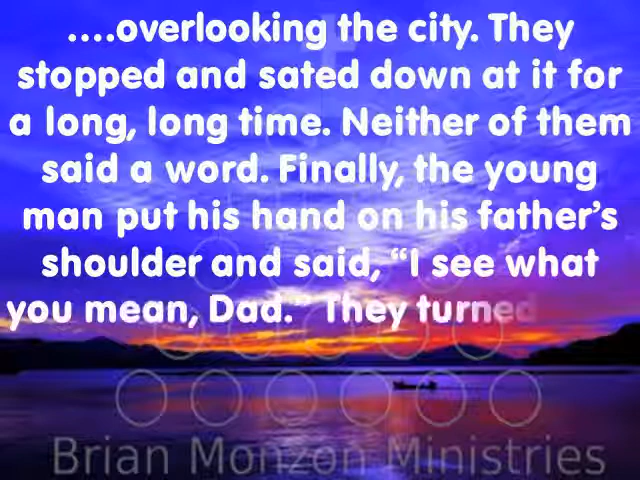 ....overlooking the city. They
stopped and sated down at it for
a long, long time. Neither of them
said a word. Finally, the young
man put his hand on his father's
shoulder and said, “I see what
you mean, Dad.” They turned
Brian Monzon Ministries